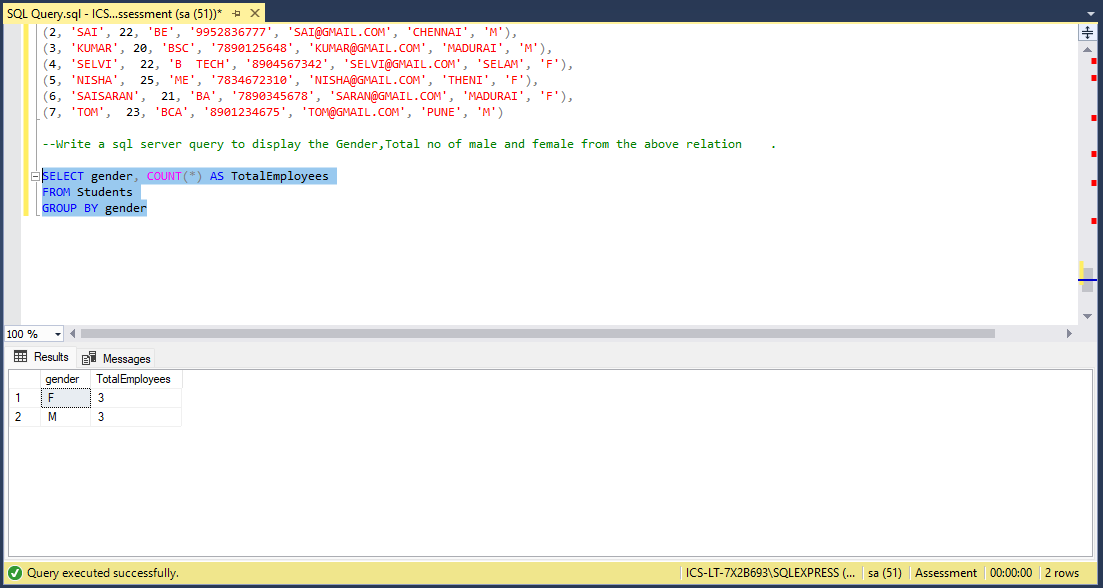 SQL Query.sql - ICS...ssessment (sa (51))*
(2, 'SAI', 22, 'BE', '9952836777', 'SAI@GMAIL.COM', 'CHENNAI', 'M'),
(3, 'KUMAR', 20, 'BSC', '7890125648', 'KUMAR@GMAIL.COM', 'MADURAI', 'M'),
(4, 'SELVI',  22, 'B  TECH', '8904567342', 'SELVI@GMAIL.COM', 'SELAM', 'F'),
(5, 'NISHA',  25, 'ME', '7834672310', 'NISHA@GMAIL.COM', 'THENI', 'F'),
(6, 'SAISARAN',  21, 'BA', '7890345678', 'SARAN@GMAIL.COM', 'MADURAI', 'F'),
(7, 'TOM',  23, 'BCA', '8901234675', 'TOM@GMAIL.COM', 'PUNE', 'M')
--Write a sql server query to display the Gender,Total no of male and female from the above relation    .
SELECT gender, COUNT(*) AS TotalEmployees
FROM Students
GROUP BY gender
100 %
Results Messages
gender TotalEmployees
1 F 3
2 M 3
Query executed successfully. ICS-LT-7X2B693\SQLEXPRESS (... sa (51) Assessment 00:00:00 2 rows